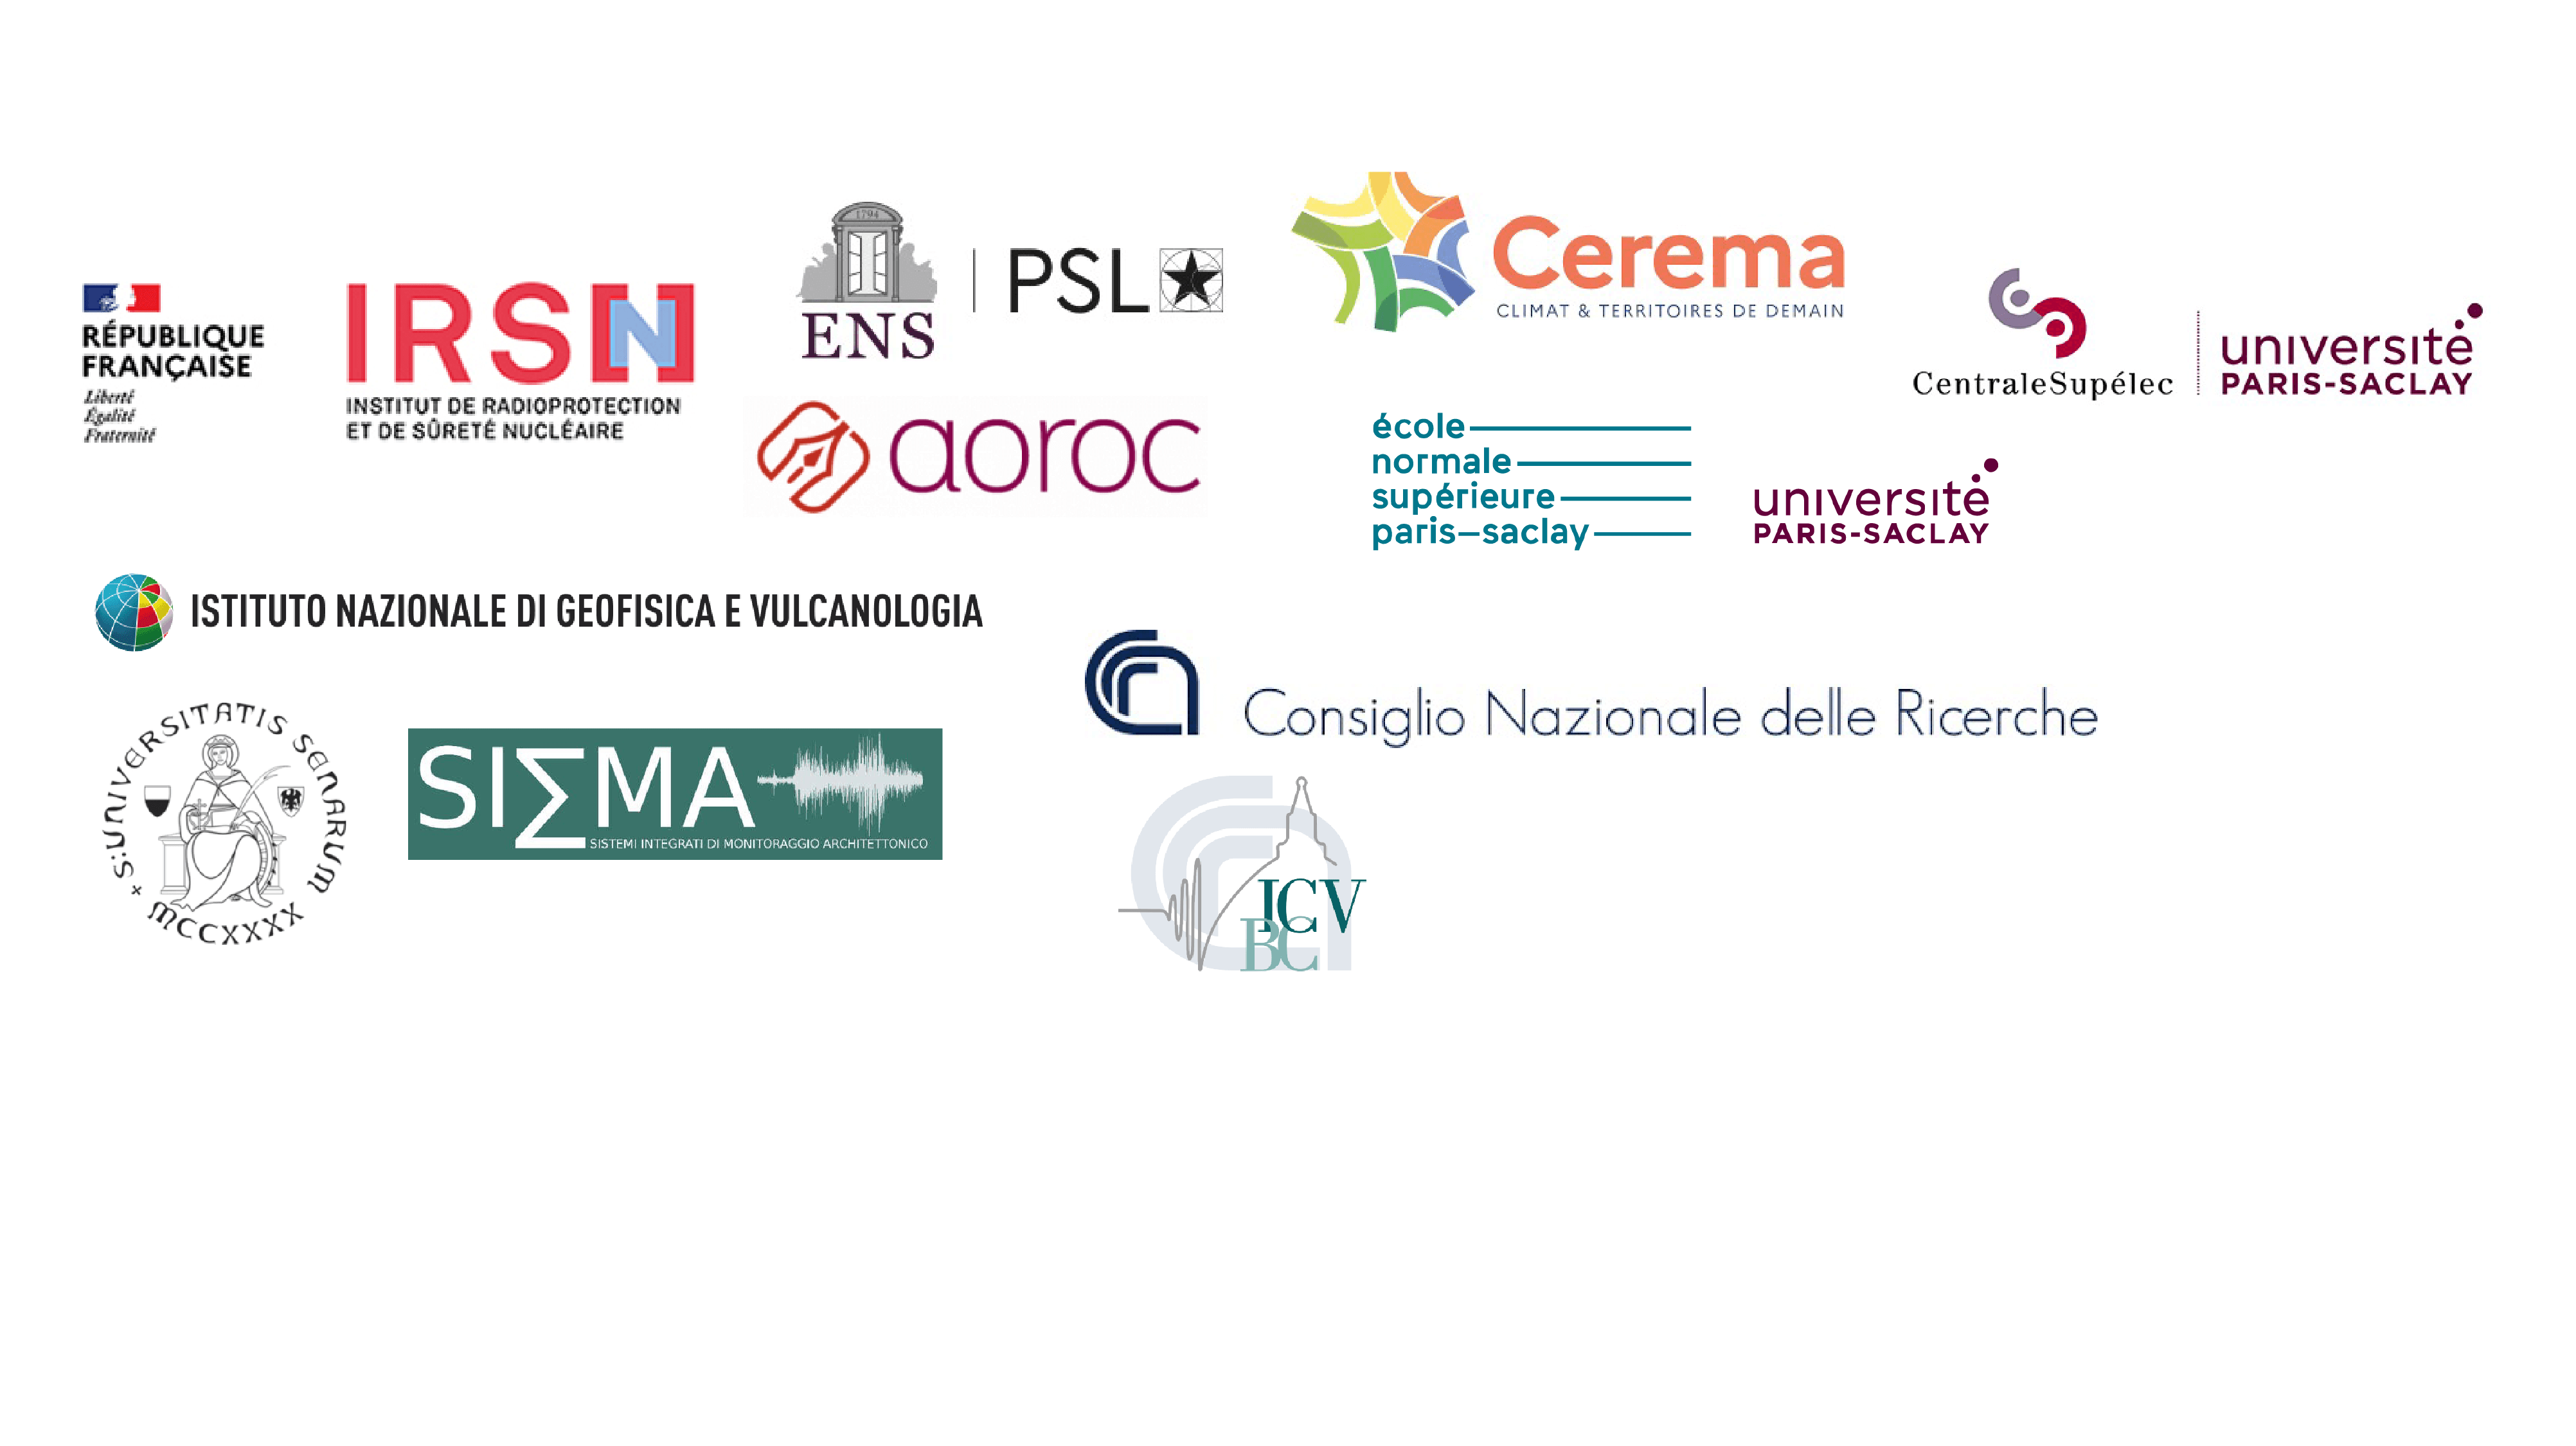 RÉPUBLIQUE
FRANÇAISE
Liberté
Égalité
Fraternité
IRSN
INSTITUT DE RADIOPROTECTION
ET DE SÛRETÉ NUCLÉAIRE
1794
ENS
PSL
aoroc
Cerema
CLIMAT & TERRITOIRES DE DEMAIN
école
normale
supérieure
paris–saclay
université
PARIS-SACLAY
CentraleSupélec
université
PARIS-SACLAY
ISTITUTO NAZIONALE DI GEOFISICA E VULCANOLOGIA
S:UNIVERSITATIS SENARUM
MCCXXXX
SIΣMA
SISTEMI INTEGRATI DI MONITORAGGIO ARCHITETTONICO
Consiglio Nazionale delle Ricerche
ICV
BC